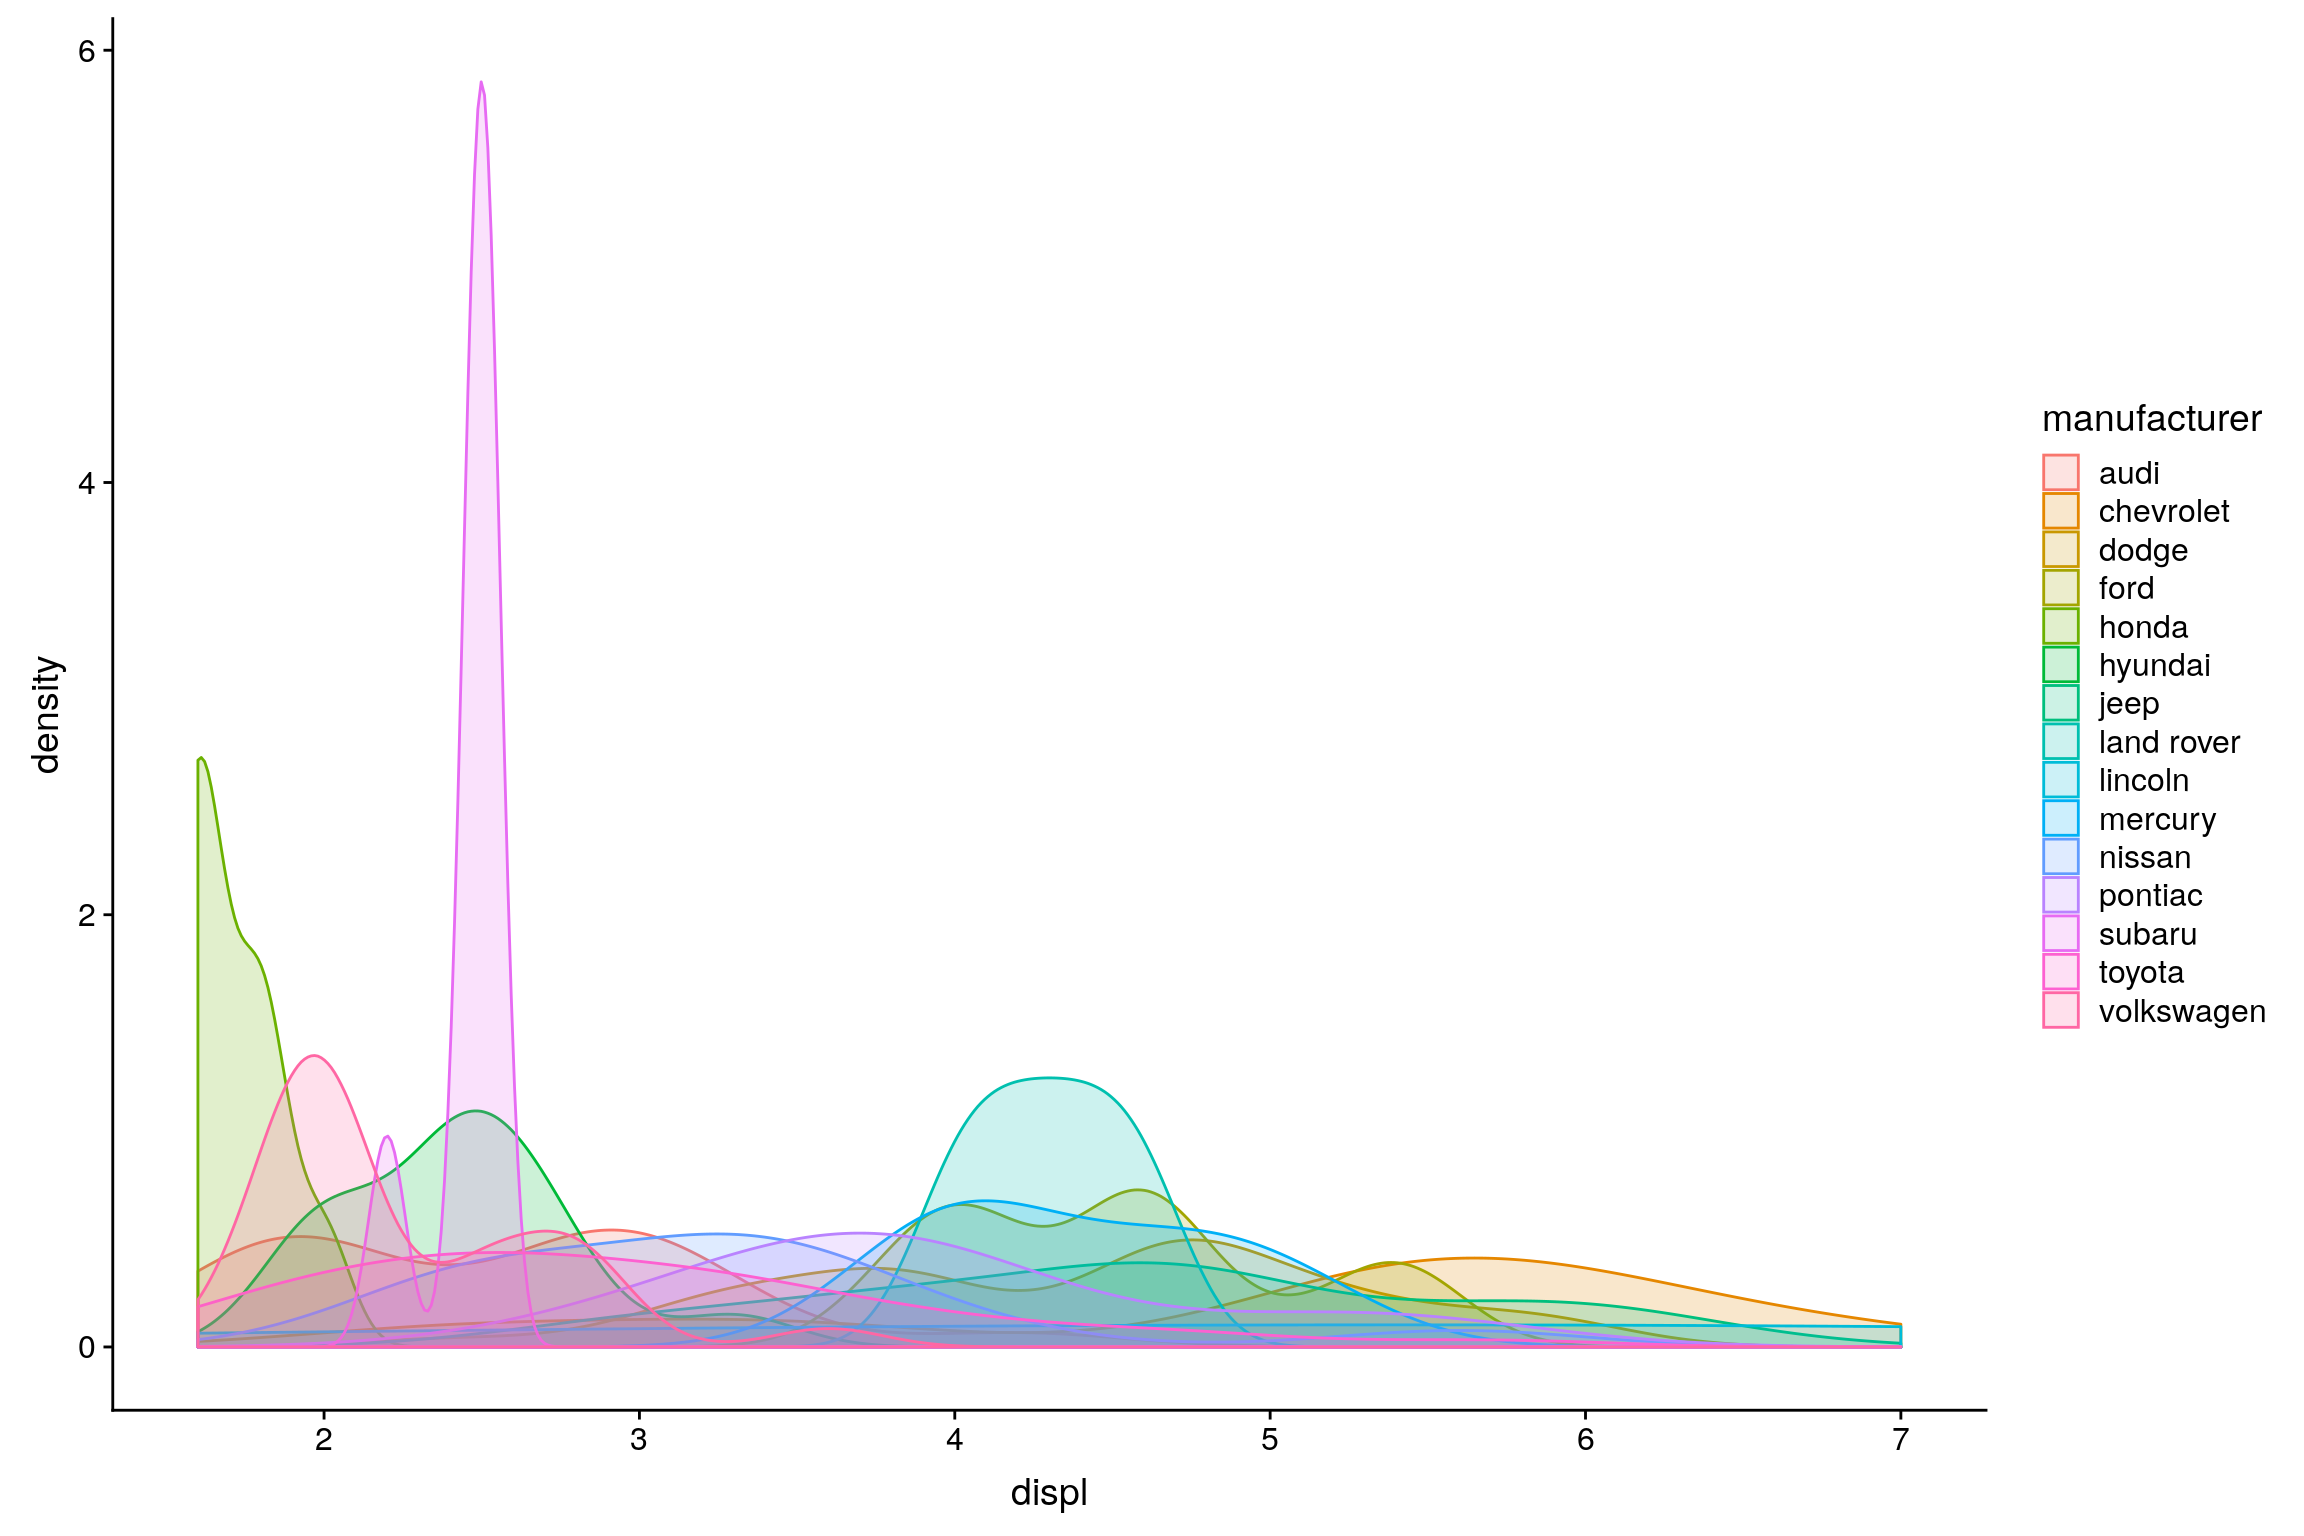 6
4
2
0
density
2 3 4 5 6 7
displ
manufacturer
audi
chevrolet
dodge
ford
honda
hyundai
jeep
land rover
lincoln
mercury
nissan
pontiac
subaru
toyota
volkswagen